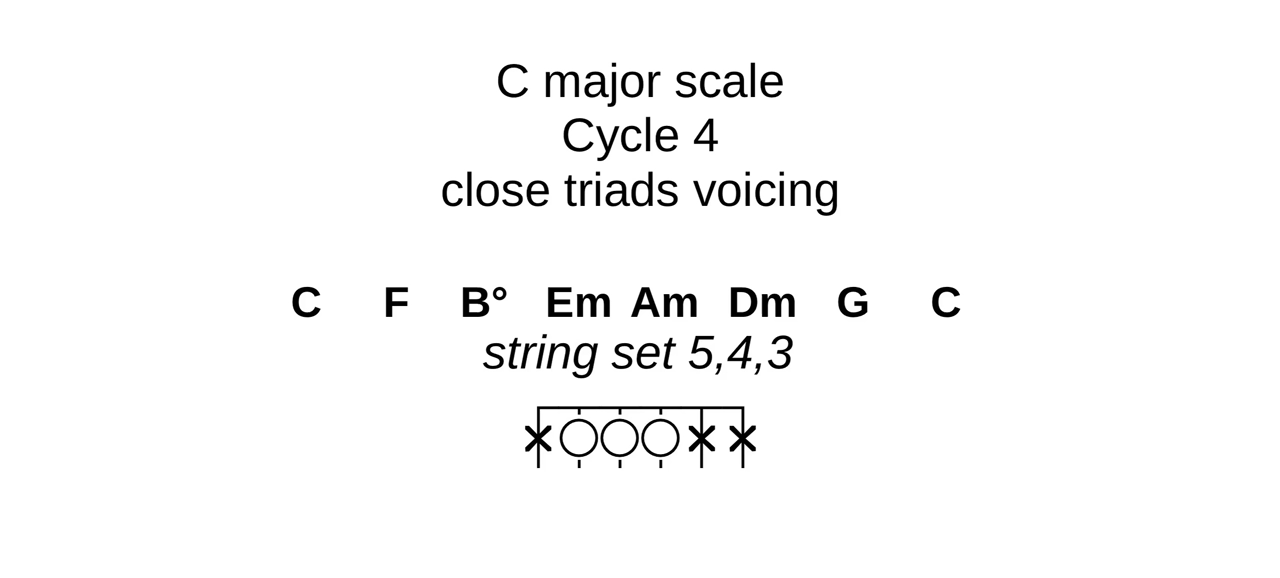 C major scale
Cycle 4
close triads voicing
C F B° Em Am Dm G C
string set 5,4,3